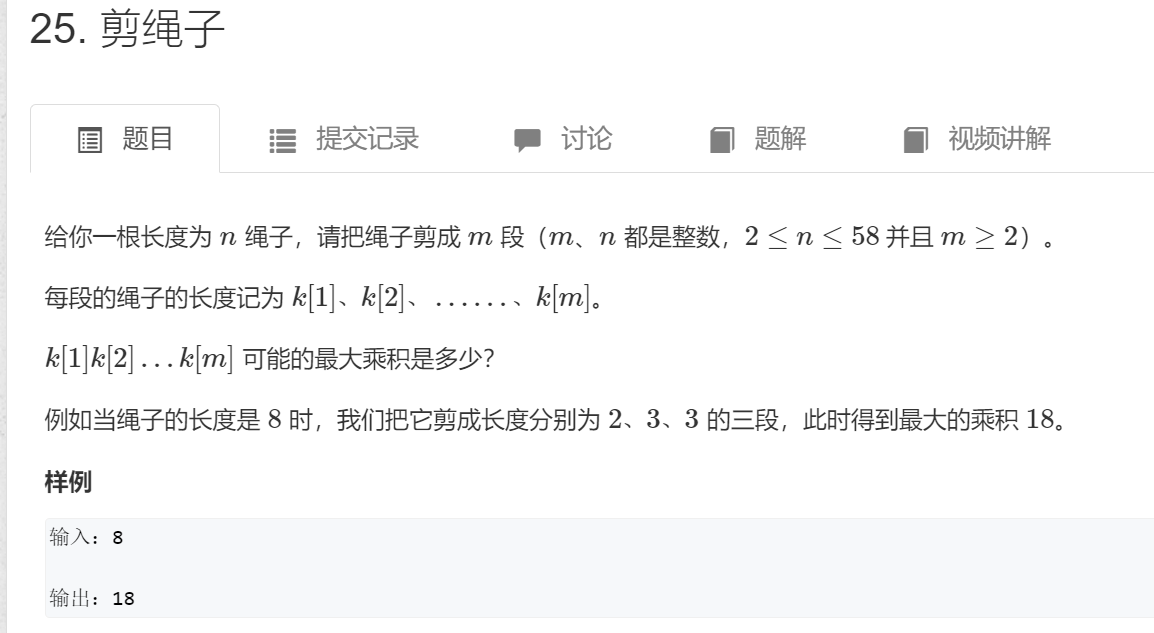 25. 剪绳子
题目 提交记录 讨论 题解 视频讲解
给你一根长度为 n 绳子，请把绳子剪成 m 段（m、n 都是整数，2 ≤ n ≤ 58 并且 m ≥ 2）。
每段的绳子的长度记为 k[1]、k[2]、......、k[m]。
k[1]k[2]...k[m] 可能的最大乘积是多少？
例如当绳子的长度是 8 时，我们把它剪成长度分别为 2、3、3 的三段，此时得到最大的乘积 18。
样例
输入：8
输出：18